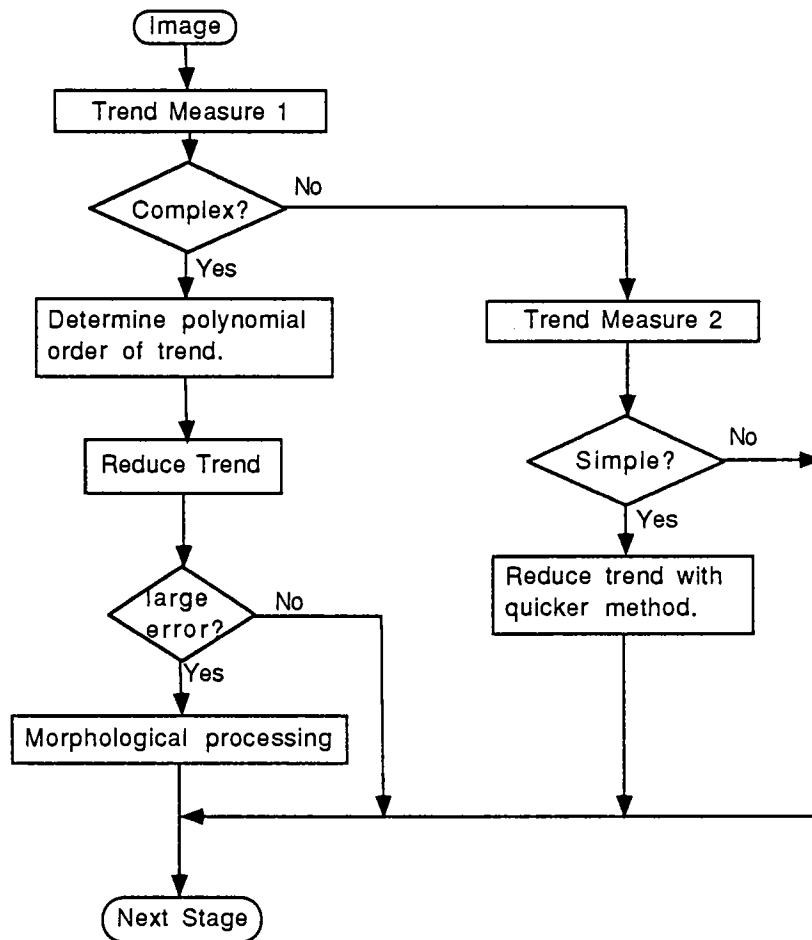 Image
Trend Measure 1
No
Complex?
Yes
Determine polynomial
order of trend.
Trend Measure 2
No
Reduce Trend
Simple?
Yes
Reduce trend with
quicker method.
large
error?
No
Yes
Morphological processing
Next Stage